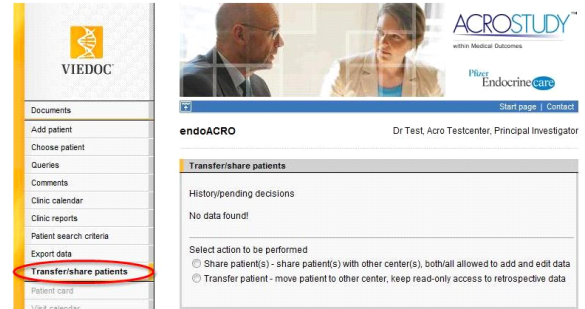 VIEDOC
ACROSTUDY™
within Medical Outcomes
Pfizer
Endocrine care
Documents
Add patient
Choose patient
Queries
Comments
Clinic calendar
Clinic reports
Patient search criteria
Export data
Transfer/share patients
Patient card
Visit calendar
Start page | Contact
endoACRO
Dr Test, Acro Testcenter, Principal Investigator
Transfer/share patients
History/pending decisions
No data found!
Select action to be performed
Share patient(s) - share patient(s) with other center(s), both/all allowed to add and edit data
Transfer patient - move patient to other center, keep read-only access to retrospective data